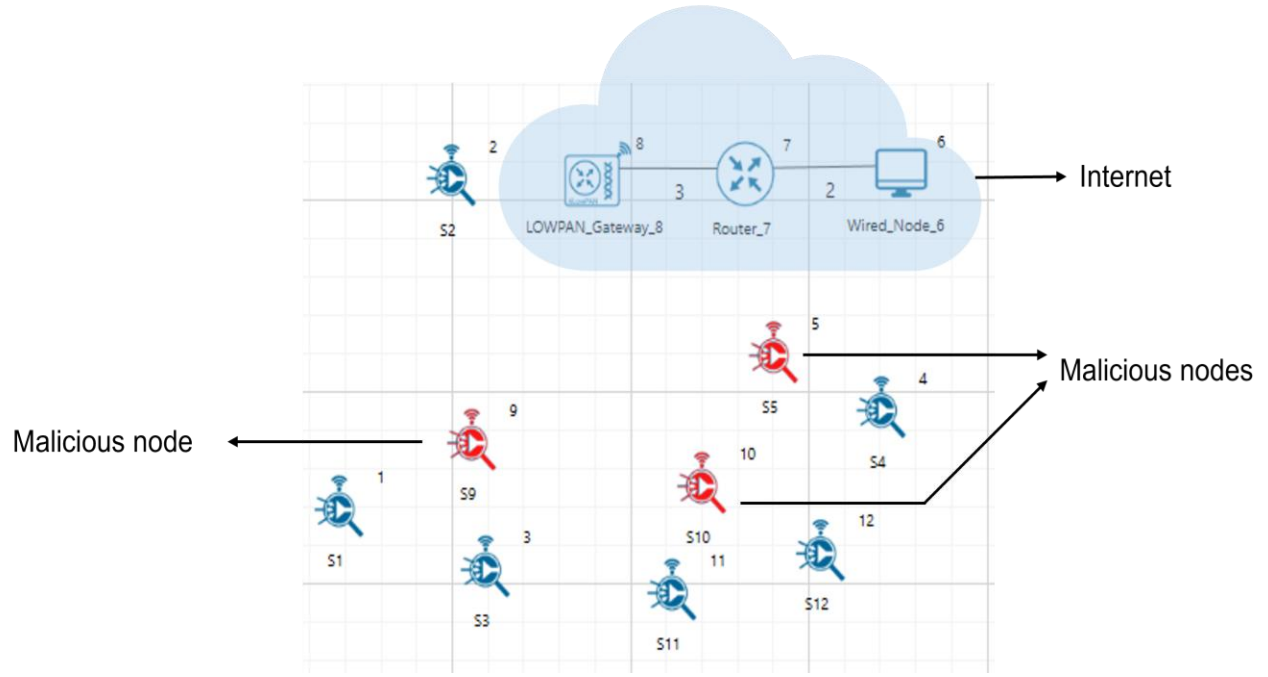 2
8
7
6
3
2
Internet
S2
LOWPAN_Gateway_8
Router_7
Wired_Node_6
5
Malicious nodes
S5
4
S4
9
Malicious node
S9
10
S10
1
S1
3
S3
11
S11
12
S12